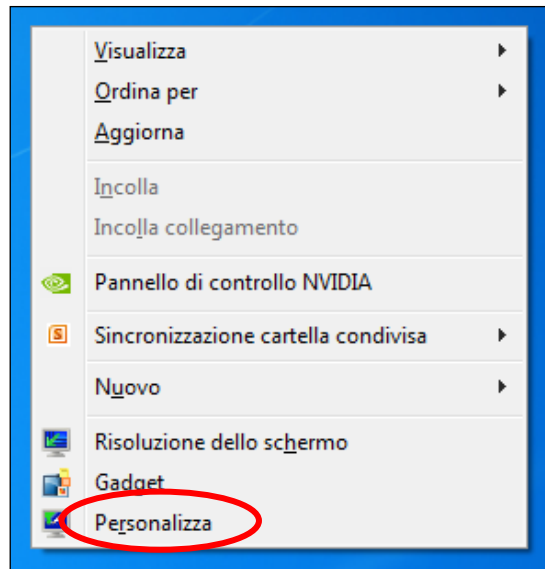 Visualizza
Ordina per
Aggiorna
Incolla
Incolla collegamento
Pannello di controllo NVIDIA
S Sincronizzazione cartella condivisa
Nuovo
Risoluzione dello schermo
Gadget
Personalizza